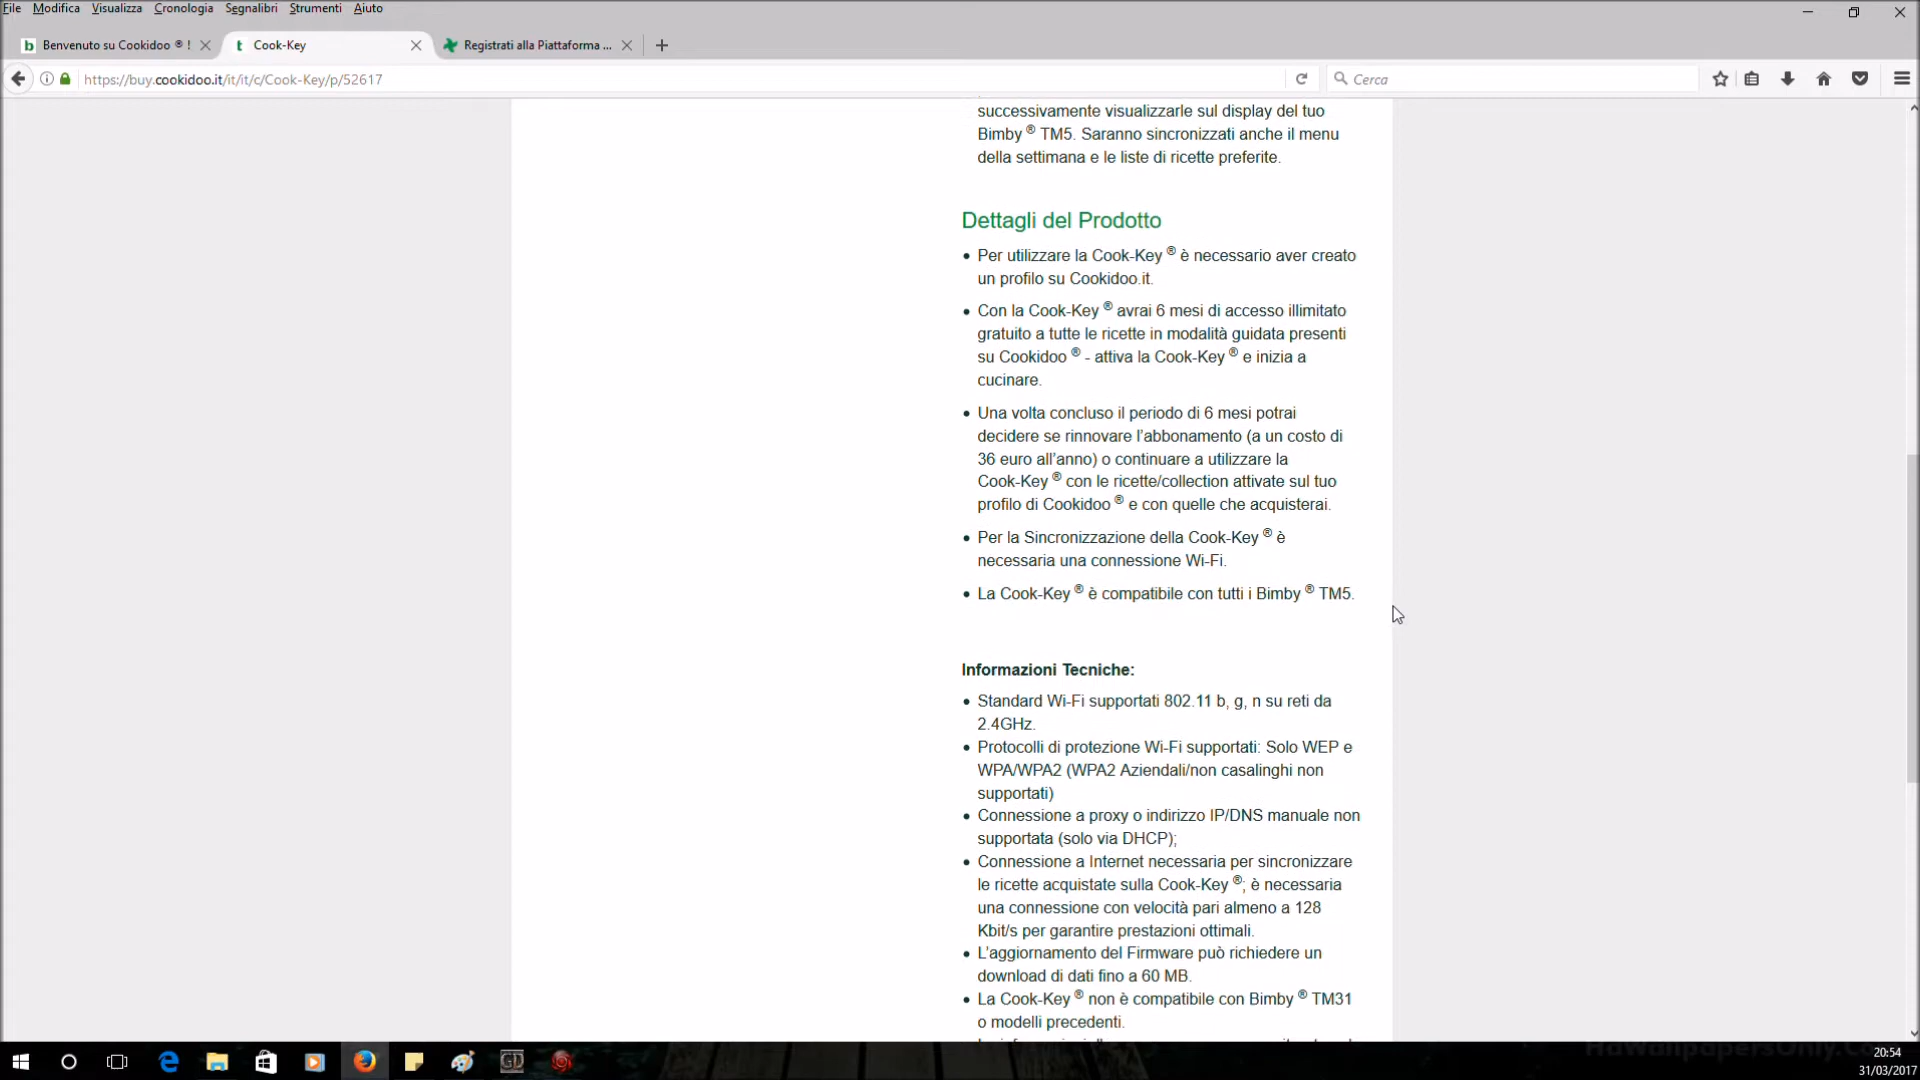 File Modifica Visualizza Cronologia Segnalibri Strumenti Aiuto
Benvenuto su Cookidoo ® !
Cook-Key
Registrati alla Piattaforma ...
https://buy.cookidoo.it/it/it/c/Cook-Key/p/52617
Cerca
successivamente visualizzarle sul display del tuo
Bimby ® TM5. Saranno sincronizzati anche il menu
della settimana e le liste di ricette preferite.
Dettagli del Prodotto
• Per utilizzare la Cook-Key ® è necessario aver creato
un profilo su Cookidoo.it.
• Con la Cook-Key ® avrai 6 mesi di accesso illimitato
gratuito a tutte le ricette in modalità guidata presenti
su Cookidoo ® - attiva la Cook-Key ® e inizia a
cucinare.
• Una volta concluso il periodo di 6 mesi potrai
decidere se rinnovare l'abbonamento (a un costo di
36 euro all'anno) o continuare a utilizzare la
Cook-Key ® con le ricette/collection attivate sul tuo
profilo di Cookidoo ® e con quelle che acquisterai.
• Per la Sincronizzazione della Cook-Key ® è
necessaria una connessione Wi-Fi.
• La Cook-Key ® è compatibile con tutti i Bimby ® TM5.
Informazioni Tecniche:
• Standard Wi-Fi supportati 802.11 b, g, n su reti da
2.4GHz.
• Protocolli di protezione Wi-Fi supportati: Solo WEP e
WPA/WPA2 (WPA2 Aziendali/non casalinghi non
supportati)
• Connessione a proxy o indirizzo IP/DNS manuale non
supportata (solo via DHCP);
• Connessione a Internet necessaria per sincronizzare
le ricette acquistate sulla Cook-Key ®; è necessaria
una connessione con velocità pari almeno a 128
Kbit/s per garantire prestazioni ottimali.
• L'aggiornamento del Firmware può richiedere un
download di dati fino a 60 MB.
• La Cook-Key ® non è compatibile con Bimby ® TM31
o modelli precedenti.
GD
20:54
31/03/2017